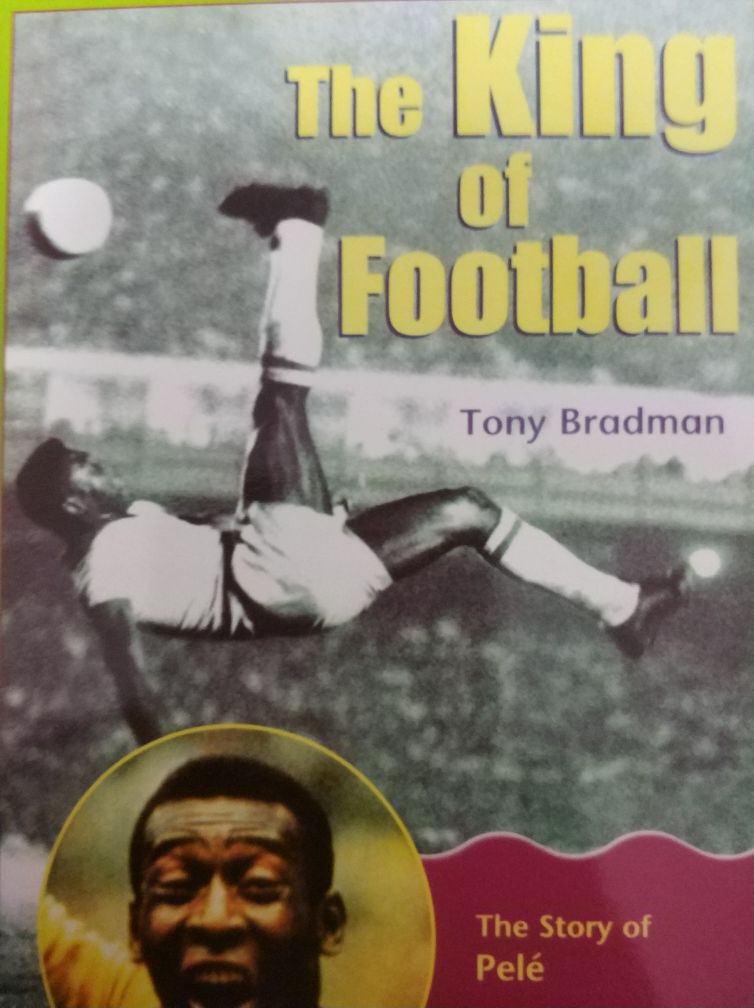 The King
of
Football
Tony Bradman
The Story of
Pelé